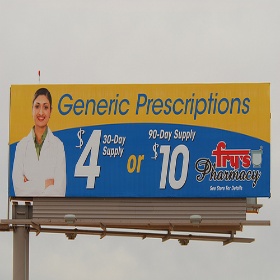 Generic Prescriptions
$4 30-Day Supply or $10 90-Day Supply
fry's
Pharmacy
See Store For Details